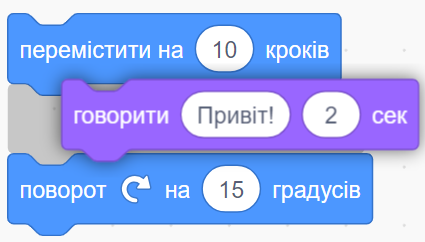 перемістити на 10 кроків
говорити Привіт! 2 сек
поворот на 15 градусів